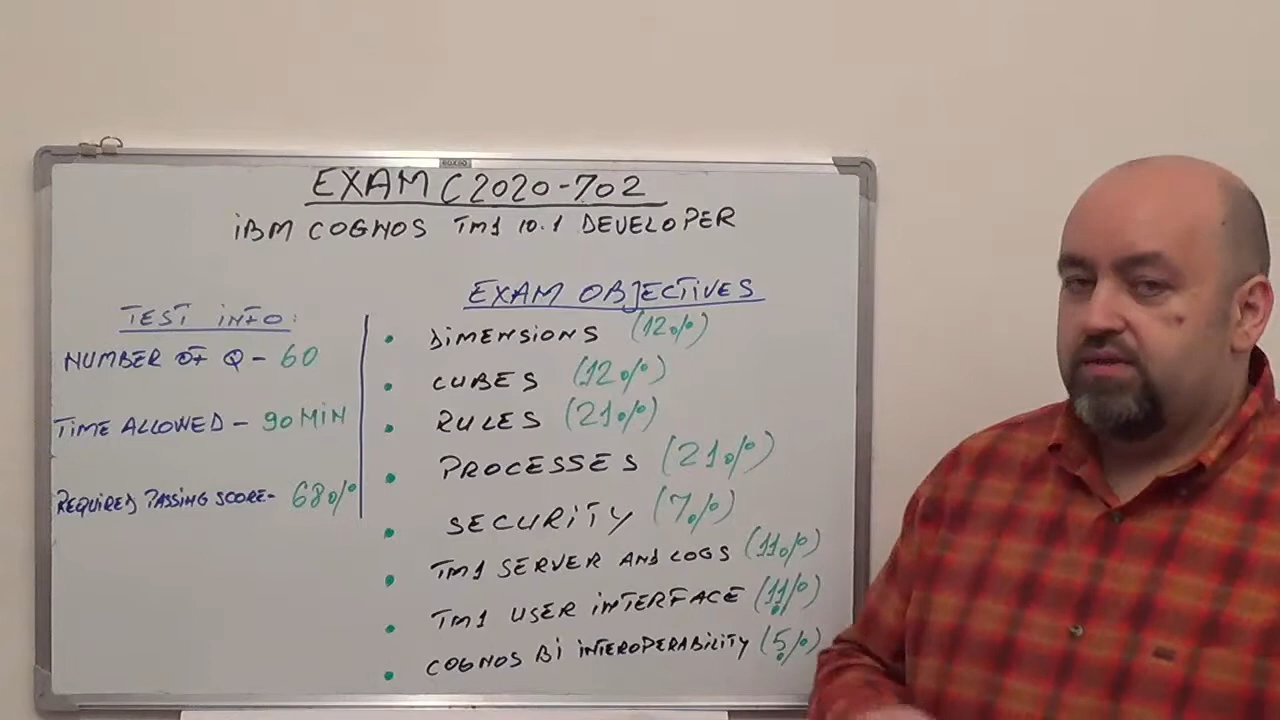 EXAM C2020-702
IBM COGNOS TM1 10.1 DEVELOPER
TEST INFO:
NUMBER OF Q - 60
TIME ALLOWED - 90 MIN
REQUIRED PASSING SCORE - 68%
EXAM OBJECTIVES
• DIMENSIONS (12%)
• CUBES (12%)
• RULES (21%)
• PROCESSES (21%)
• SECURITY (7%)
• TM1 SERVER AND LOGS (11%)
• TM1 USER INTERFACE (11%)
• COGNOS BI INTEROPERABILITY (5%)